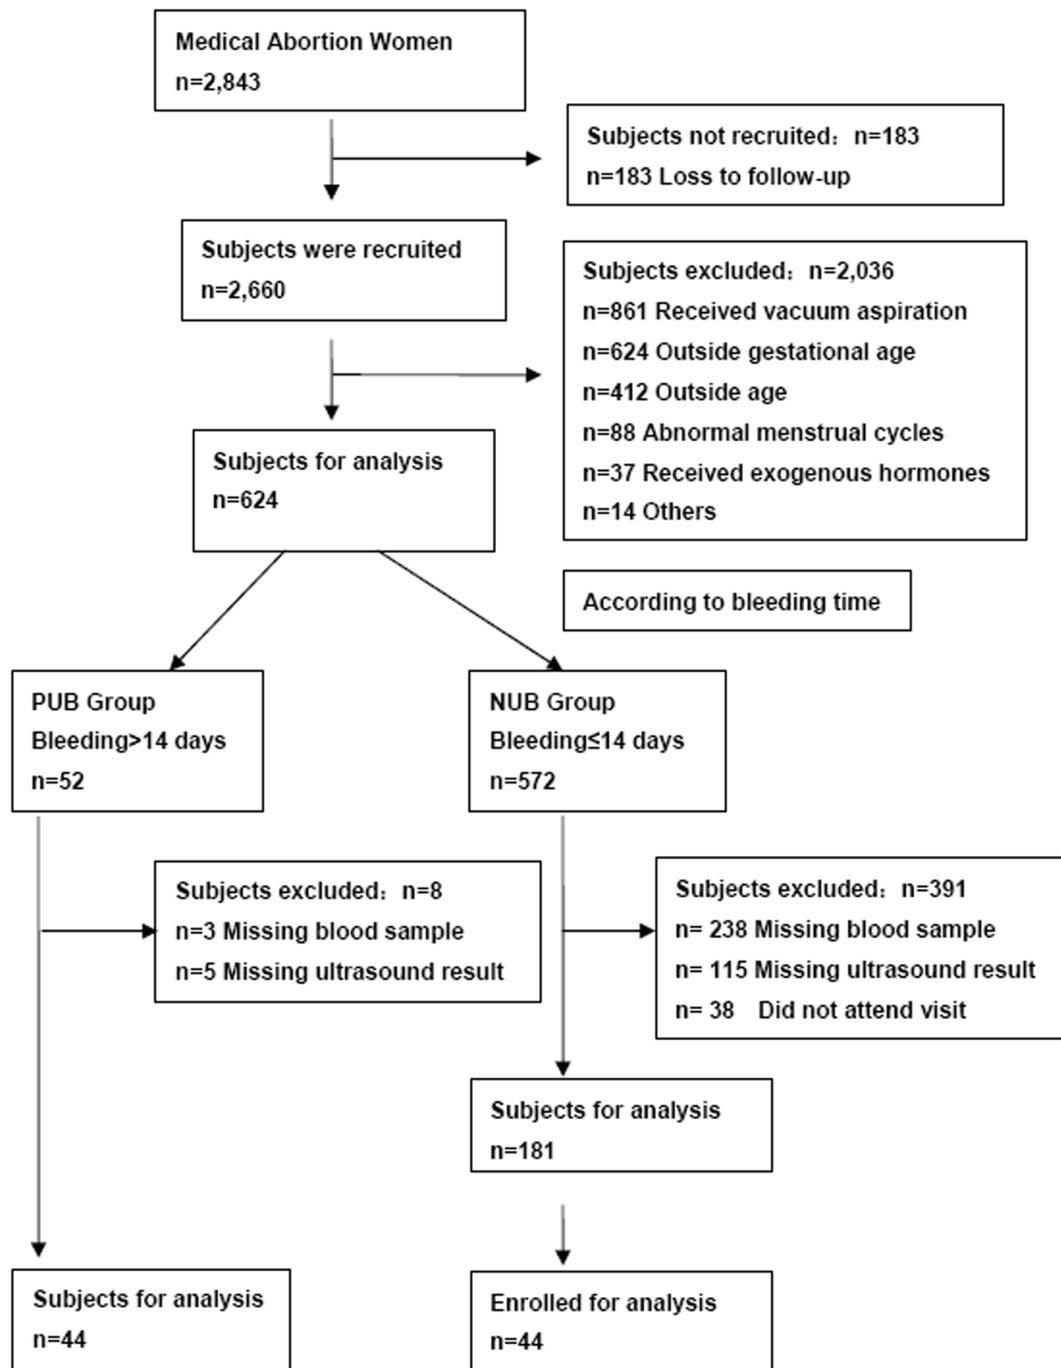 Medical Abortion Women
n=2,843
Subjects not recruited：n=183
n=183 Loss to follow-up
Subjects were recruited
n=2,660
Subjects excluded：n=2,036
n=861 Received vacuum aspiration
n=624 Outside gestational age
n=412 Outside age
n=88 Abnormal menstrual cycles
n=37 Received exogenous hormones
n=14 Others
Subjects for analysis
n=624
According to bleeding time
PUB Group
Bleeding>14 days
n=52
NUB Group
Bleeding≤14 days
n=572
Subjects excluded：n=8
n=3 Missing blood sample
n=5 Missing ultrasound result
Subjects excluded：n=391
n= 238 Missing blood sample
n= 115 Missing ultrasound result
n= 38 Did not attend visit
Subjects for analysis
n=181
Subjects for analysis
n=44
Enrolled for analysis
n=44